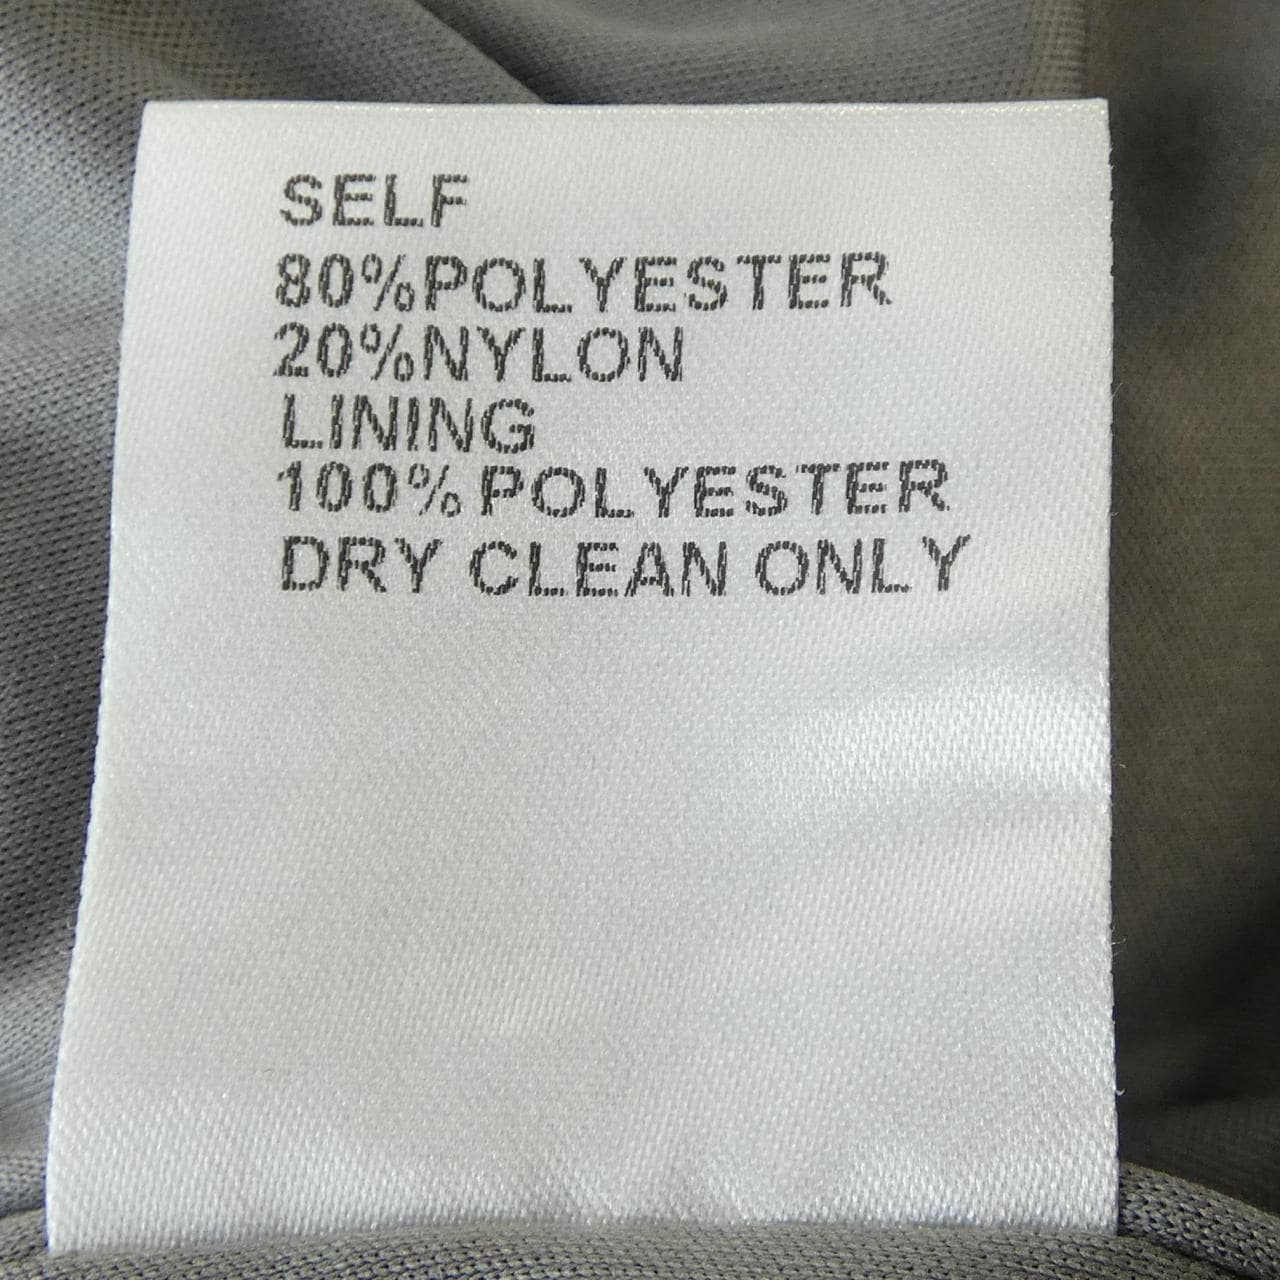 SELF
80%POLYESTER
20%NYLON
LINING
100%POLYESTER
DRY CLEAN ONLY